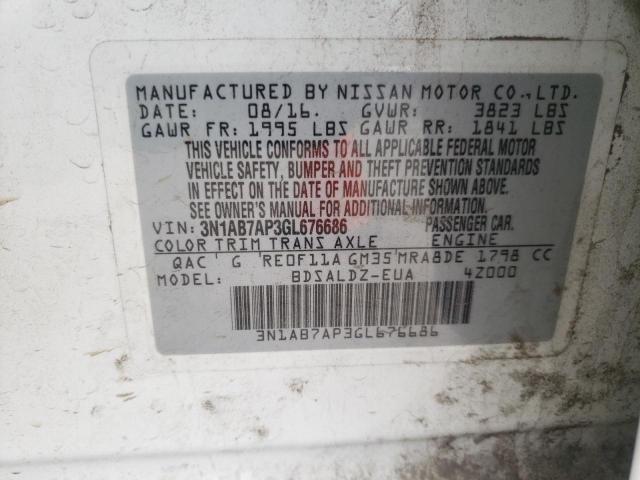 MANUFACTURED BY NISSAN MOTOR CO.,LTD.
DATE: 08/16. GVWR: 3823 LBS
GAWR FR: 1995 LBS GAWR RR: 1841 LBS
THIS VEHICLE CONFORMS TO ALL APPLICABLE FEDERAL MOTOR
VEHICLE SAFETY, BUMPER AND THEFT PREVENTION STANDARDS
IN EFFECT ON THE DATE OF MANUFACTURE SHOWN ABOVE.
SEE OWNER'S MANUAL FOR ADDITIONAL INFORMATION.
VIN: 3N1AB7AP3GL676686 PASSENGER CAR.
COLOR TRIM TRANS AXLE ENGINE
QAC G RE0F11A GM35 MRA8DE 1798 CC
MODEL: BDSALDZ-EUA 4Z000
3N1AB7AP3GL676686